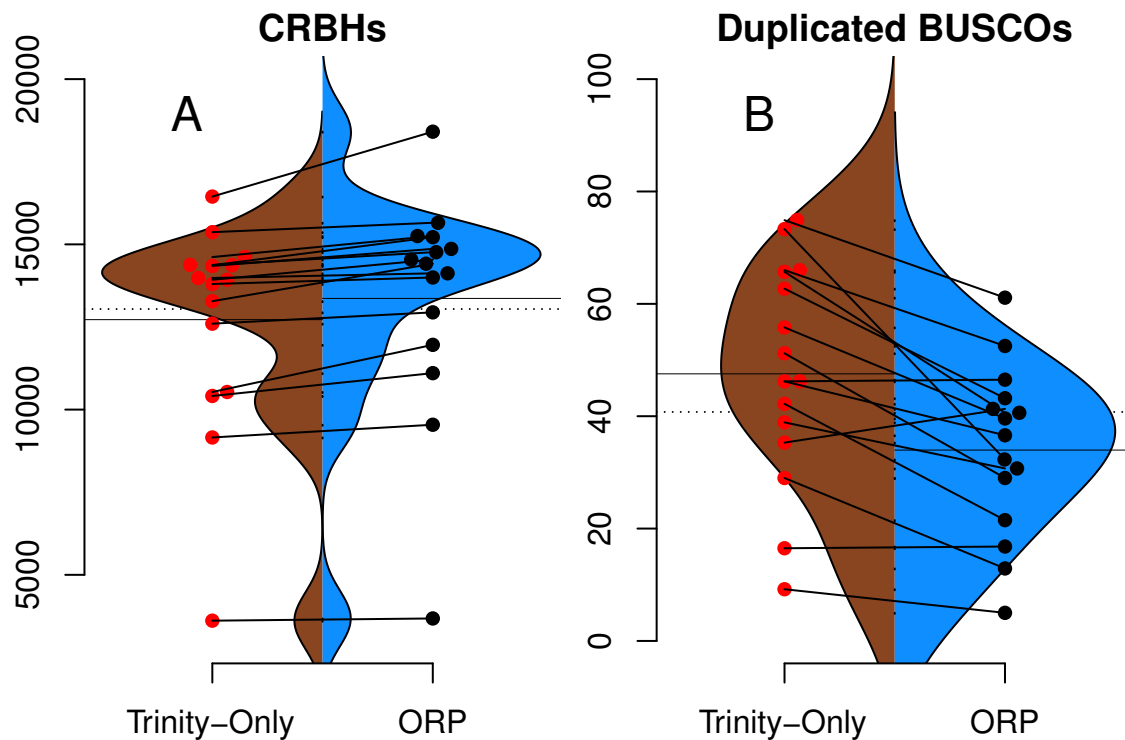 CRBHs
A
20000
15000
10000
5000
Trinity−Only ORP
Duplicated BUSCOs
B
100
80
60
40
20
0
Trinity−Only ORP